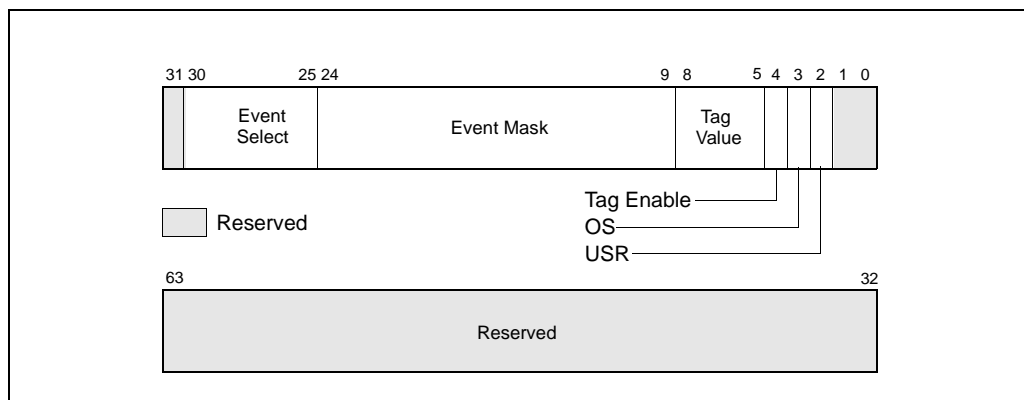 31 30 25 24 9 8 5 4 3 2 1 0
Event Select
Event Mask
Tag Value
Tag Enable
OS
USR
Reserved
63 32
Reserved